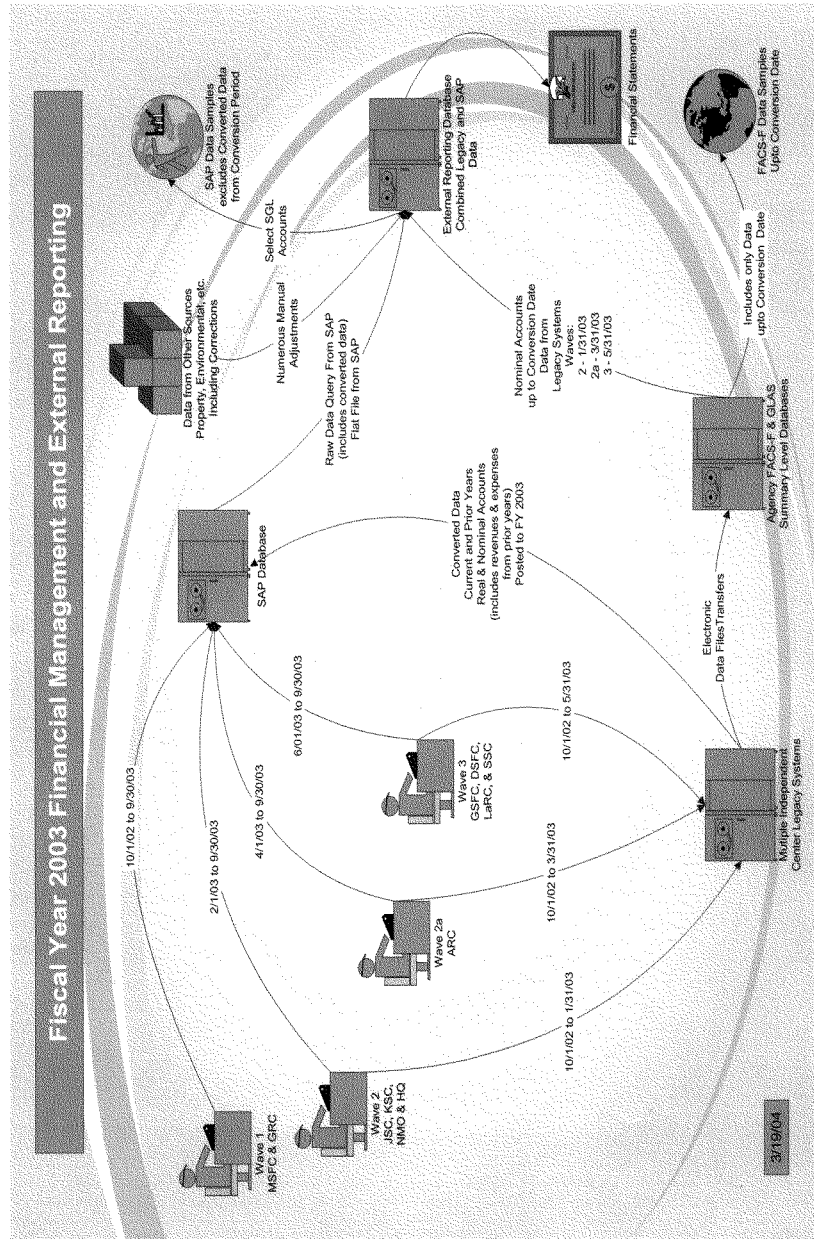 Fiscal Year 2003 Financial Management and External Reporting
Wave 1
MSFC & GRC
10/1/02 to 9/30/03
Wave 2
JSC, KSC,
NMO & HQ
2/1/03 to 9/30/03
10/1/02 to 1/31/03
Wave 2a
ARC
4/1/03 to 9/30/03
10/1/02 to 3/31/03
Wave 3
GSFC, DSFC,
LaRC, & SSC
6/01/03 to 9/30/03
10/1/02 to 5/31/03
SAP Database
Mutiple Independent
Center Legacy Systems
Converted Data
Current and Prior Years
Real & Nominal Accounts
(includes revenues & expenses
from prior years)
Posted to FY 2003
Electronic
Data FilesTransfers
Agency FACS-F & GLAS
Summary Level Databases
Data from Other Sources
Property, Environmental, etc.
Including Corrections
Numerous Manual
Adjustments
Raw Data Query From SAP
(includes converted data)
Flat File from SAP
Nominal Accounts
up to Conversion Date
Data from
Legacy Systems
Waves:
2 - 1/31/03
2a - 3/31/03
3 - 5/31/03
Select SGL
Accounts
SAP Data Samples
excludes Converted Data
from Conversion Period
External Reporting Database
Combined Legacy and SAP
Data
Financial Statements
Includes only Data
upto Conversion Date
FACS-F Data Samples
Upto Conversion Date
3/19/04
$